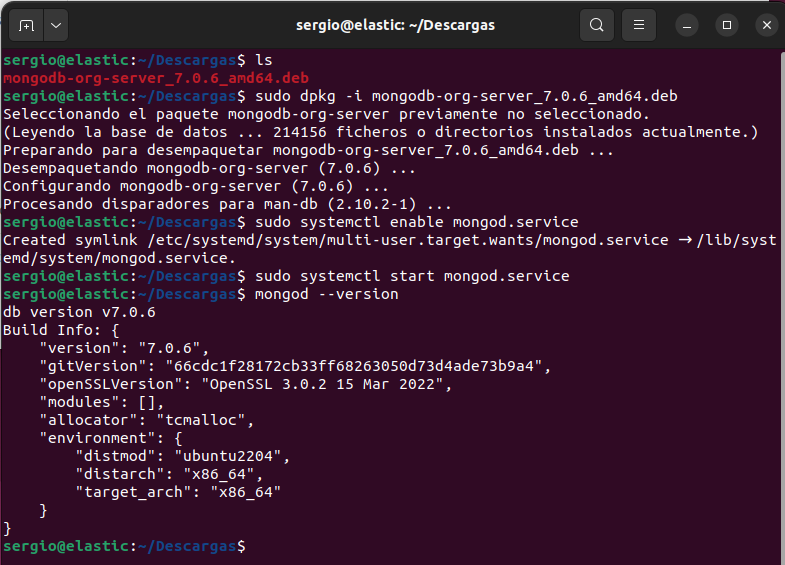 sergio@elastic: ~/Descargas
sergio@elastic:~/Descargas$ ls
mongodb-org-server_7.0.6_amd64.deb
sergio@elastic:~/Descargas$ sudo dpkg -i mongodb-org-server_7.0.6_amd64.deb
Seleccionando el paquete mongodb-org-server previamente no seleccionado.
(Leyendo la base de datos ... 214156 ficheros o directorios instalados actualmente.)
Preparando para desempaquetar mongodb-org-server_7.0.6_amd64.deb ...
Desempaquetando mongodb-org-server (7.0.6) ...
Configurando mongodb-org-server (7.0.6) ...
Procesando disparadores para man-db (2.10.2-1) ...
sergio@elastic:~/Descargas$ sudo systemctl enable mongod.service
Created symlink /etc/systemd/system/multi-user.target.wants/mongod.service → /lib/syst
emd/system/mongod.service.
sergio@elastic:~/Descargas$ sudo systemctl start mongod.service
sergio@elastic:~/Descargas$ mongod --version
db version v7.0.6
Build Info: {
    "version": "7.0.6",
    "gitVersion": "66cdc1f28172cb33ff68263050d73d4ade73b9a4",
    "openSSLVersion": "OpenSSL 3.0.2 15 Mar 2022",
    "modules": [],
    "allocator": "tcmalloc",
    "environment": {
        "distmod": "ubuntu2204",
        "distarch": "x86_64",
        "target_arch": "x86_64"
    }
}
sergio@elastic:~/Descargas$